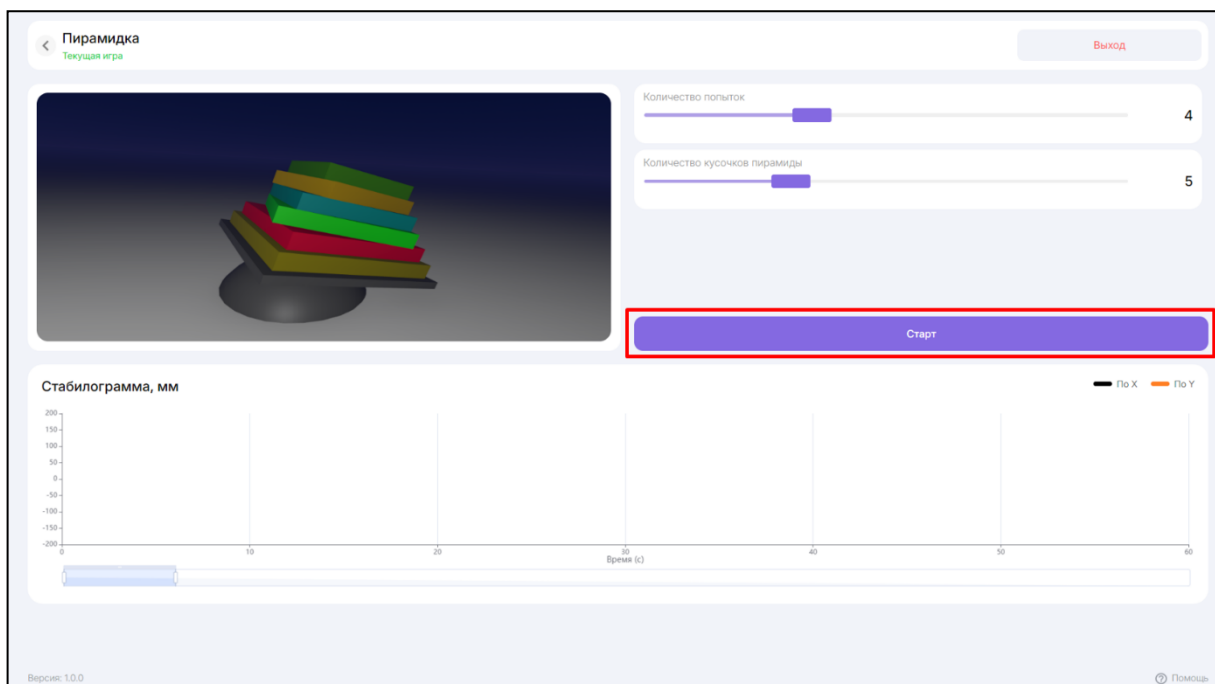 Пирамидка
Текущая игра
Выход
Количество попыток
4
Количество кусочков пирамиды
5
Старт
Стабилограмма, мм
По X
По Y
200
150
100
50
0
-50
-100
-150
-200
0 10 20 30 40 50 60
Время (с)
Версия: 1.0.0
Помощь